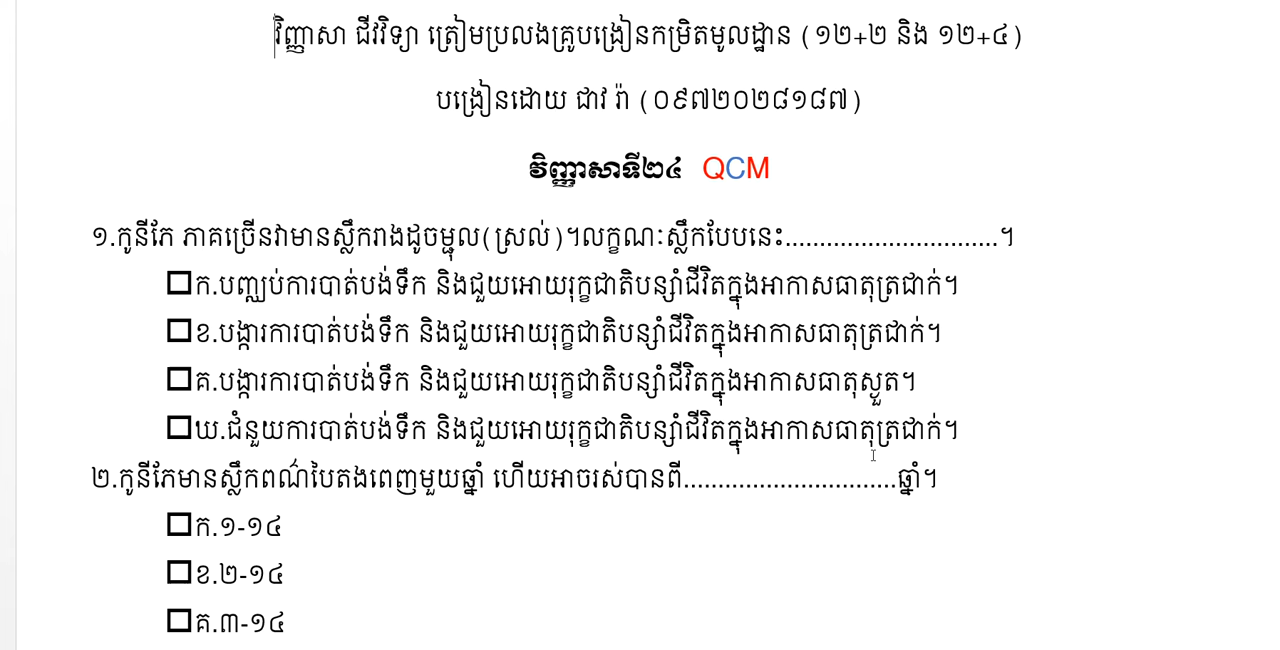 វិញ្ញាសា ជីវវិទ្យា ត្រៀមប្រលងគ្រូបង្រៀនកម្រិតមូលដ្ឋាន (១២+២ និង ១២+៤)
បង្រៀនដោយ ជាវ រ៉ា (០៩៧២០២៨១៨៧)
វិញ្ញាសាទី២៤ QCM
១.កូនីភែ ភាគច្រើនវាមានស្លឹករាងដូចម្ជុល(ស្រល់)។លក្ខណៈស្លឹកបែបនេះ...............................។
ក.បញ្ឈប់ការបាត់បង់ទឹក និងជួយអោយរុក្ខជាតិបន្សាំជីវិតក្នុងអាកាសធាតុត្រជាក់។
ខ.បង្ការការបាត់បង់ទឹក និងជួយអោយរុក្ខជាតិបន្សាំជីវិតក្នុងអាកាសធាតុត្រជាក់។
គ.បង្ការការបាត់បង់ទឹក និងជួយអោយរុក្ខជាតិបន្សាំជីវិតក្នុងអាកាសធាតុស្ងួត។
ឃ.ជំនួយការបាត់បង់ទឹក និងជួយអោយរុក្ខជាតិបន្សាំជីវិតក្នុងអាកាសធាតុត្រជាក់។
២.កូនីភែមានស្លឹកពណ៌បៃតងពេញមួយឆ្នាំ ហើយអាចរស់បានពី...............................ឆ្នាំ។
ក.១-១៤
ខ.២-១៤
គ.៣-១៤